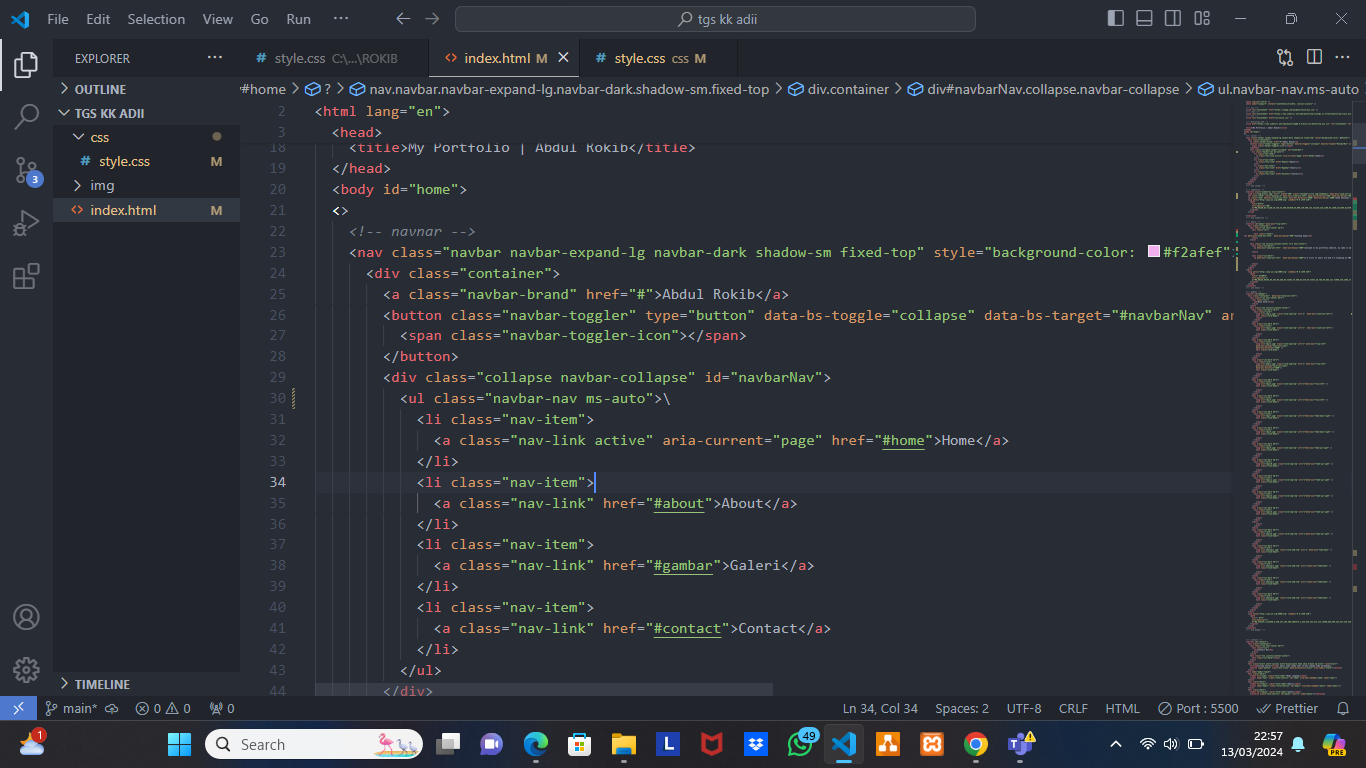 File Edit Selection View Go Run ··· tgs kk adii
EXPLORER ···
# style.css C:\...\ROKIB
<> index.html M
# style.css css M
OUTLINE
TGS KK ADII
css
# style.css M
img
<> index.html M
TIMELINE
#home > ? > nav.navbar.navbar-expand-lg.navbar-dark.shadow-sm.fixed-top > div.container > div#navbarNav.collapse.navbar-collapse > ul.navbar-nav.ms-auto
2 <html lang="en">
3 <head>
18 <title>My Portfolio | Abdul Rokib</title>
19 </head>
20 <body id="home">
21 <>
22 <!-- navnar -->
23 <nav class="navbar navbar-expand-lg navbar-dark shadow-sm fixed-top" style="background-color: #f2afef";
24 <div class="container">
25 <a class="navbar-brand" href="#">Abdul Rokib</a>
26 <button class="navbar-toggler" type="button" data-bs-toggle="collapse" data-bs-target="#navbarNav" ar
27 <span class="navbar-toggler-icon"></span>
28 </button>
29 <div class="collapse navbar-collapse" id="navbarNav">
30 <ul class="navbar-nav ms-auto">\
31 <li class="nav-item">
32 <a class="nav-link active" aria-current="page" href="#home">Home</a>
33 </li>
34 <li class="nav-item">
35 <a class="nav-link" href="#about">About</a>
36 </li>
37 <li class="nav-item">
38 <a class="nav-link" href="#gambar">Galeri</a>
39 </li>
40 <li class="nav-item">
41 <a class="nav-link" href="#contact">Contact</a>
42 </li>
43 </ul>
44 </div>
3
main* 0 0 0 Ln 34, Col 34 Spaces: 2 UTF-8 CRLF HTML Port : 5500 Prettier
1 Search L 49 PRE
22:57
13/03/2024